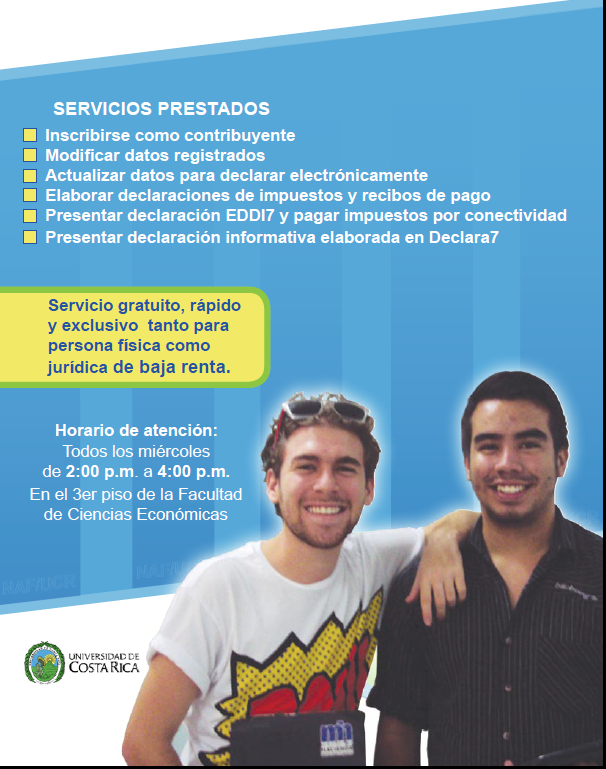 SERVICIOS PRESTADOS
Inscribirse como contribuyente
Modificar datos registrados
Actualizar datos para declarar electrónicamente
Elaborar declaraciones de impuestos y recibos de pago
Presentar declaración EDDI7 y pagar impuestos por conectividad
Presentar declaración informativa elaborada en Declara7
Servicio gratuito, rápido
y exclusivo tanto para
persona física como
jurídica de baja renta.
Horario de atención:
Todos los miércoles
de 2:00 p.m. a 4:00 p.m.
En el 3er piso de la Facultad
de Ciencias Económicas
NAF/UCR
UNIVERSIDAD DE
COSTA RICA